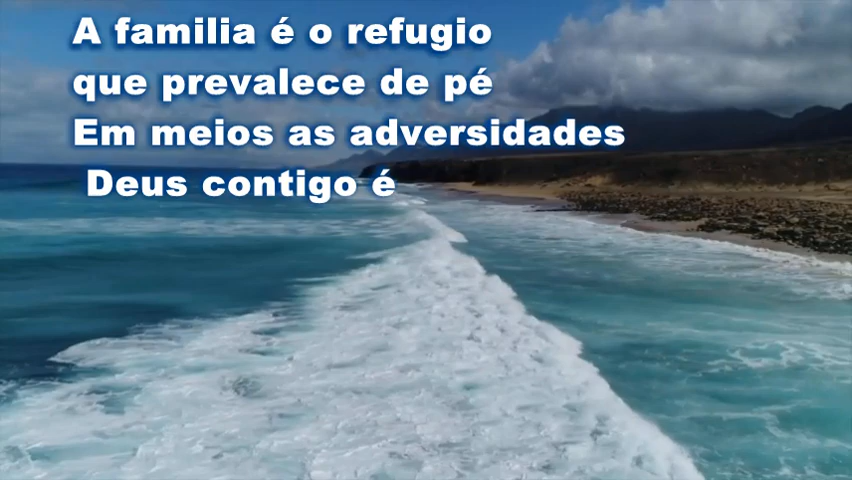 A familia é o refugio
que prevalece de pé
Em meios as adversidades
Deus contigo é